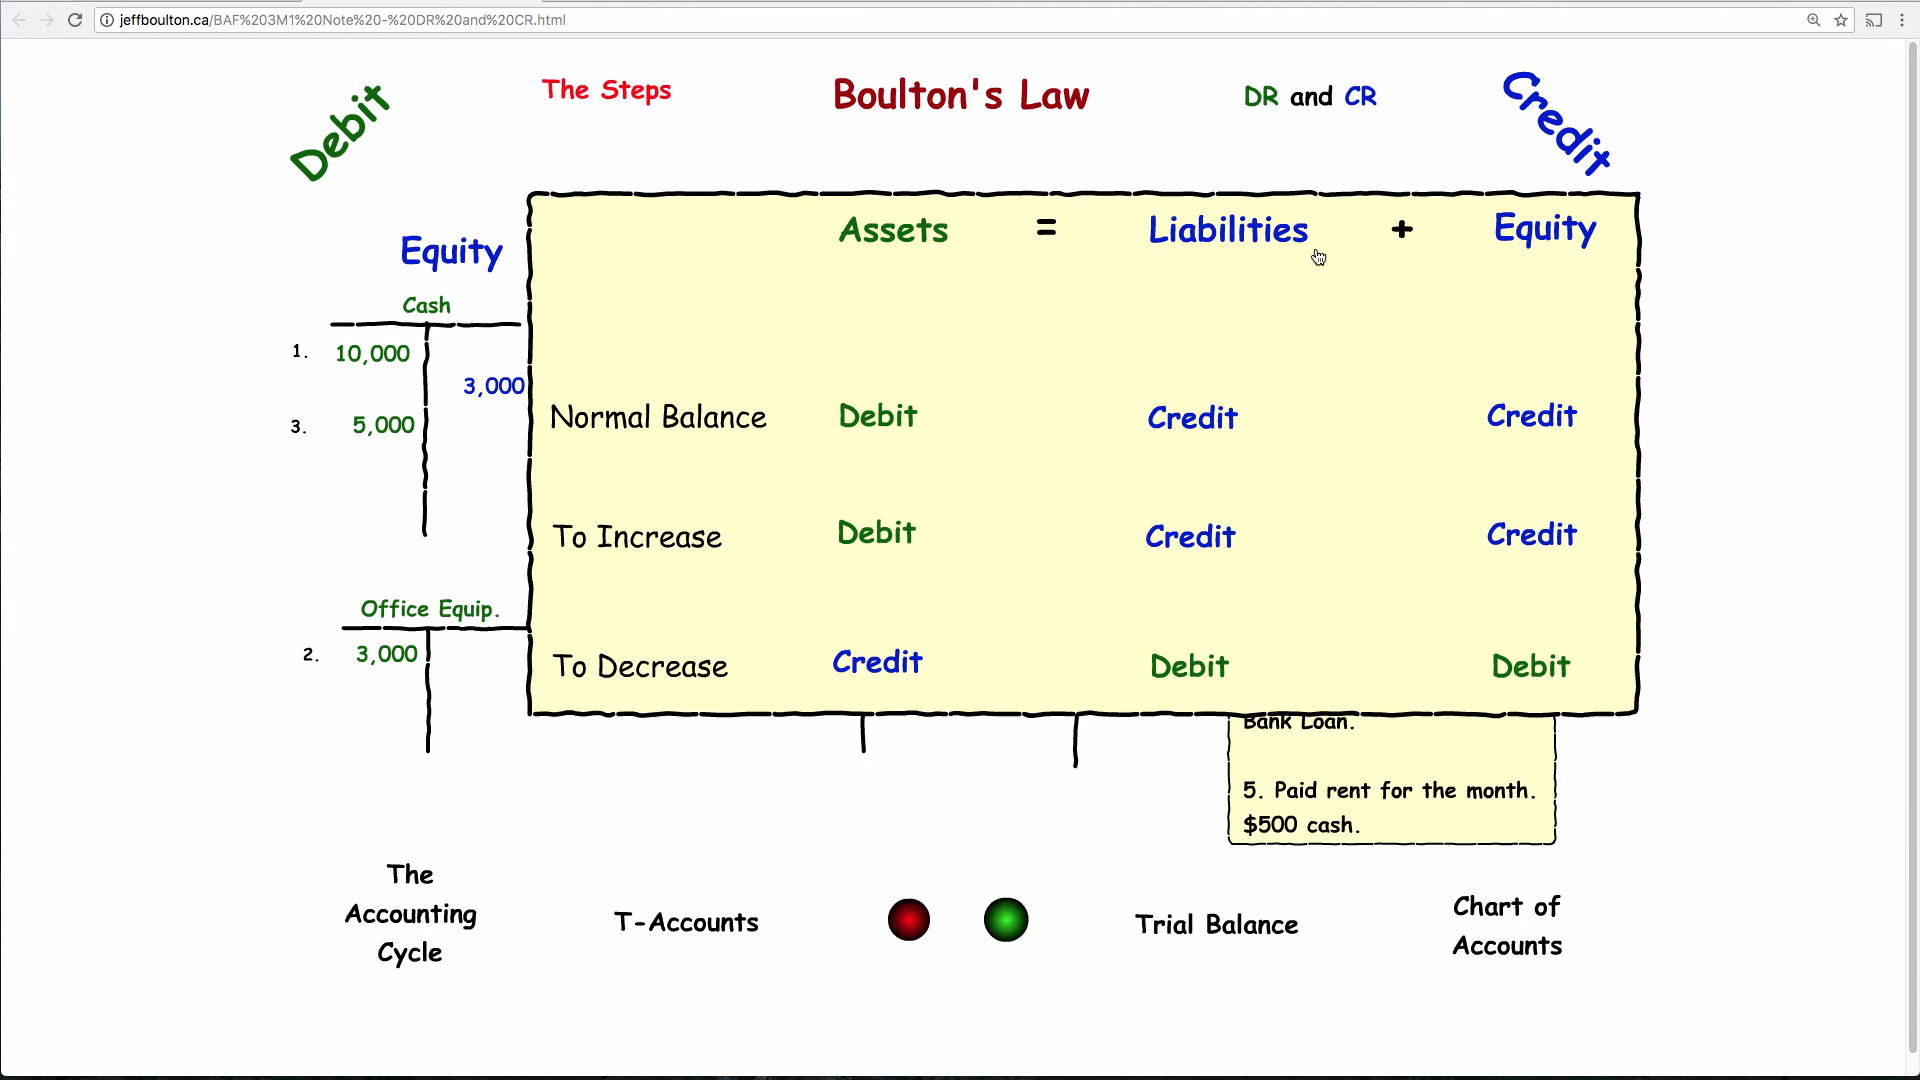 jeffboulton.ca/BAF%203M1%20Note%20-%20DR%20and%20CR.html
Debit
The Steps
Boulton's Law
DR and CR
Credit
Assets = Liabilities + Equity
Equity
Cash
1. 10,000
3,000
3. 5,000
Normal Balance Debit Credit Credit
To Increase Debit Credit Credit
Office Equip.
2. 3,000
To Decrease Credit Debit Debit
Bank Loan.
5. Paid rent for the month.
$500 cash.
The
Accounting
Cycle
T-Accounts
Trial Balance
Chart of
Accounts